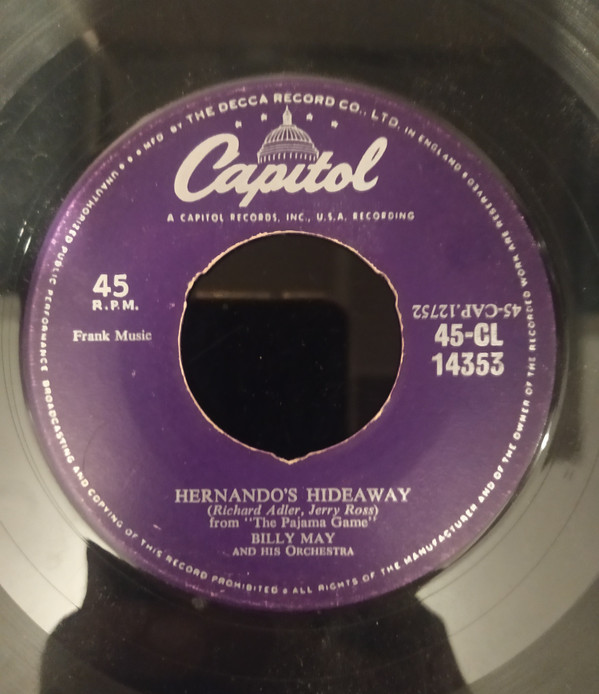 MFD BY THE DECCA RECORD CO., LTD. IN ENGLAND • RESERVED
Capitol
A CAPITOL RECORDS, INC., U.S.A. RECORDING
45
R.P.M.
Frank Music
45-CAP.12752
45-CL
14353
HERNANDO'S HIDEAWAY
(Richard Adler, Jerry Ross)
from "The Pajama Game"
BILLY MAY
AND HIS ORCHESTRA
UNAUTHORIZED PUBLIC PERFORMANCE BROADCASTING AND COPYING OF THIS RECORD PROHIBITED • ALL RIGHTS OF THE MANUFACTURER AND OF THE OWNER OF THE RECORDED WORK ARE